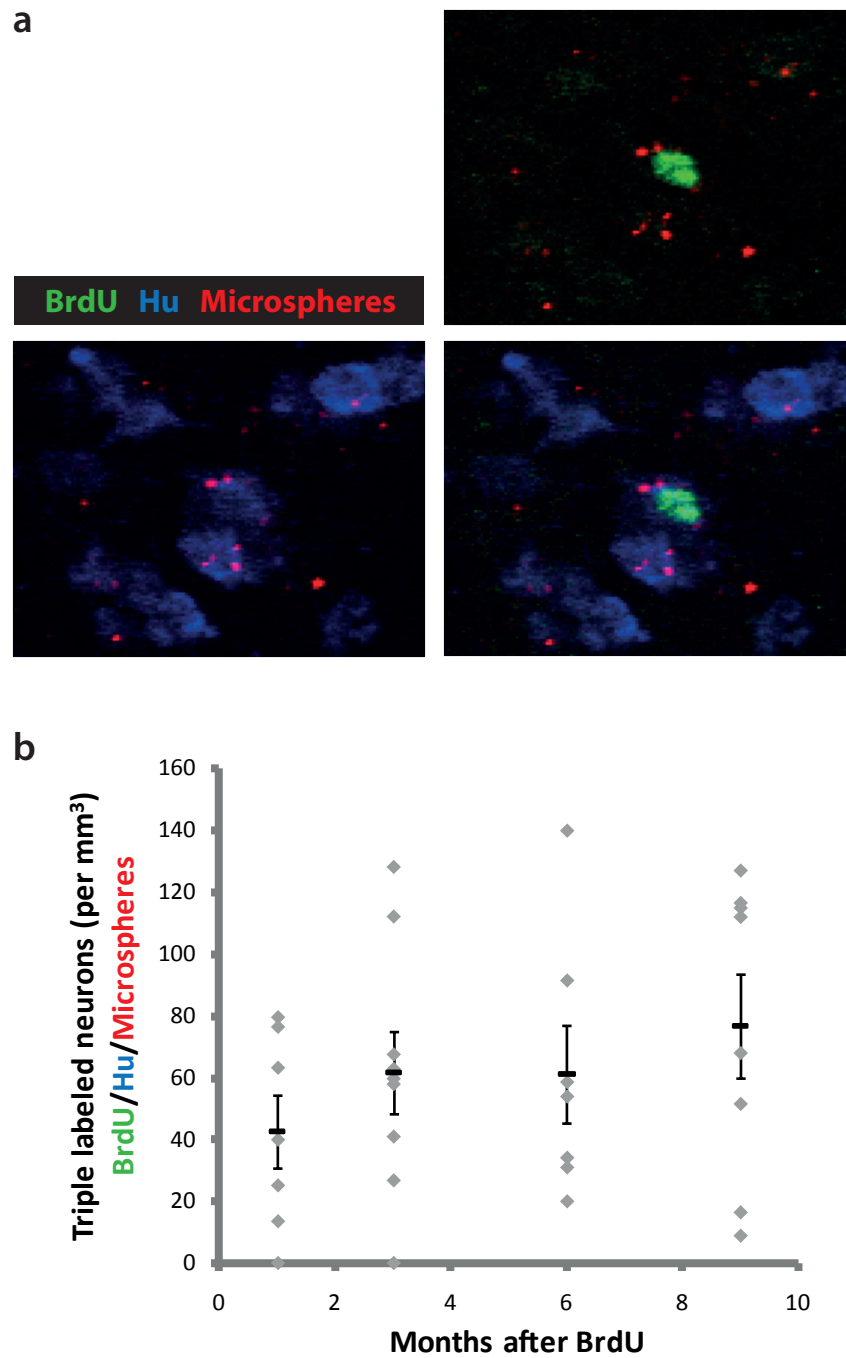 a
BrdU Hu Microspheres
b
Triple labeled neurons (per mm³)
BrdU/Hu/Microspheres
160
140
120
100
80
60
40
20
0
0 2 4 6 8 10
Months after BrdU